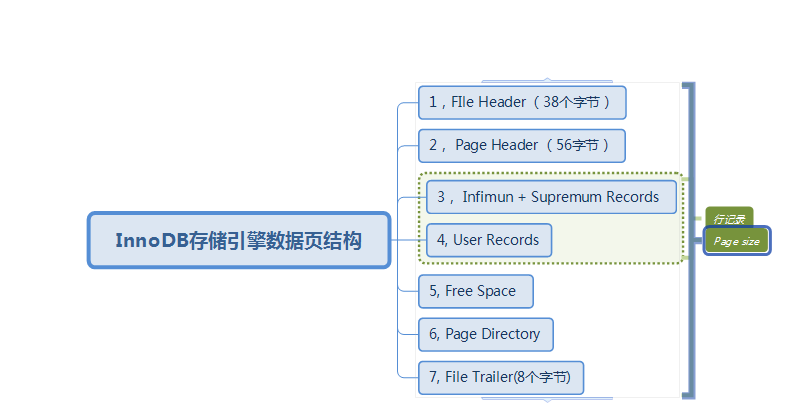 1，FIle Header（38个字节）
2， Page Header（56字节）
3， Infimun + Supremum Records
行记录
InnoDB存储引擎数据页结构
4, User Records
Page size
5, Free Space
6, Page Directory
7, File Trailer(8个字节)